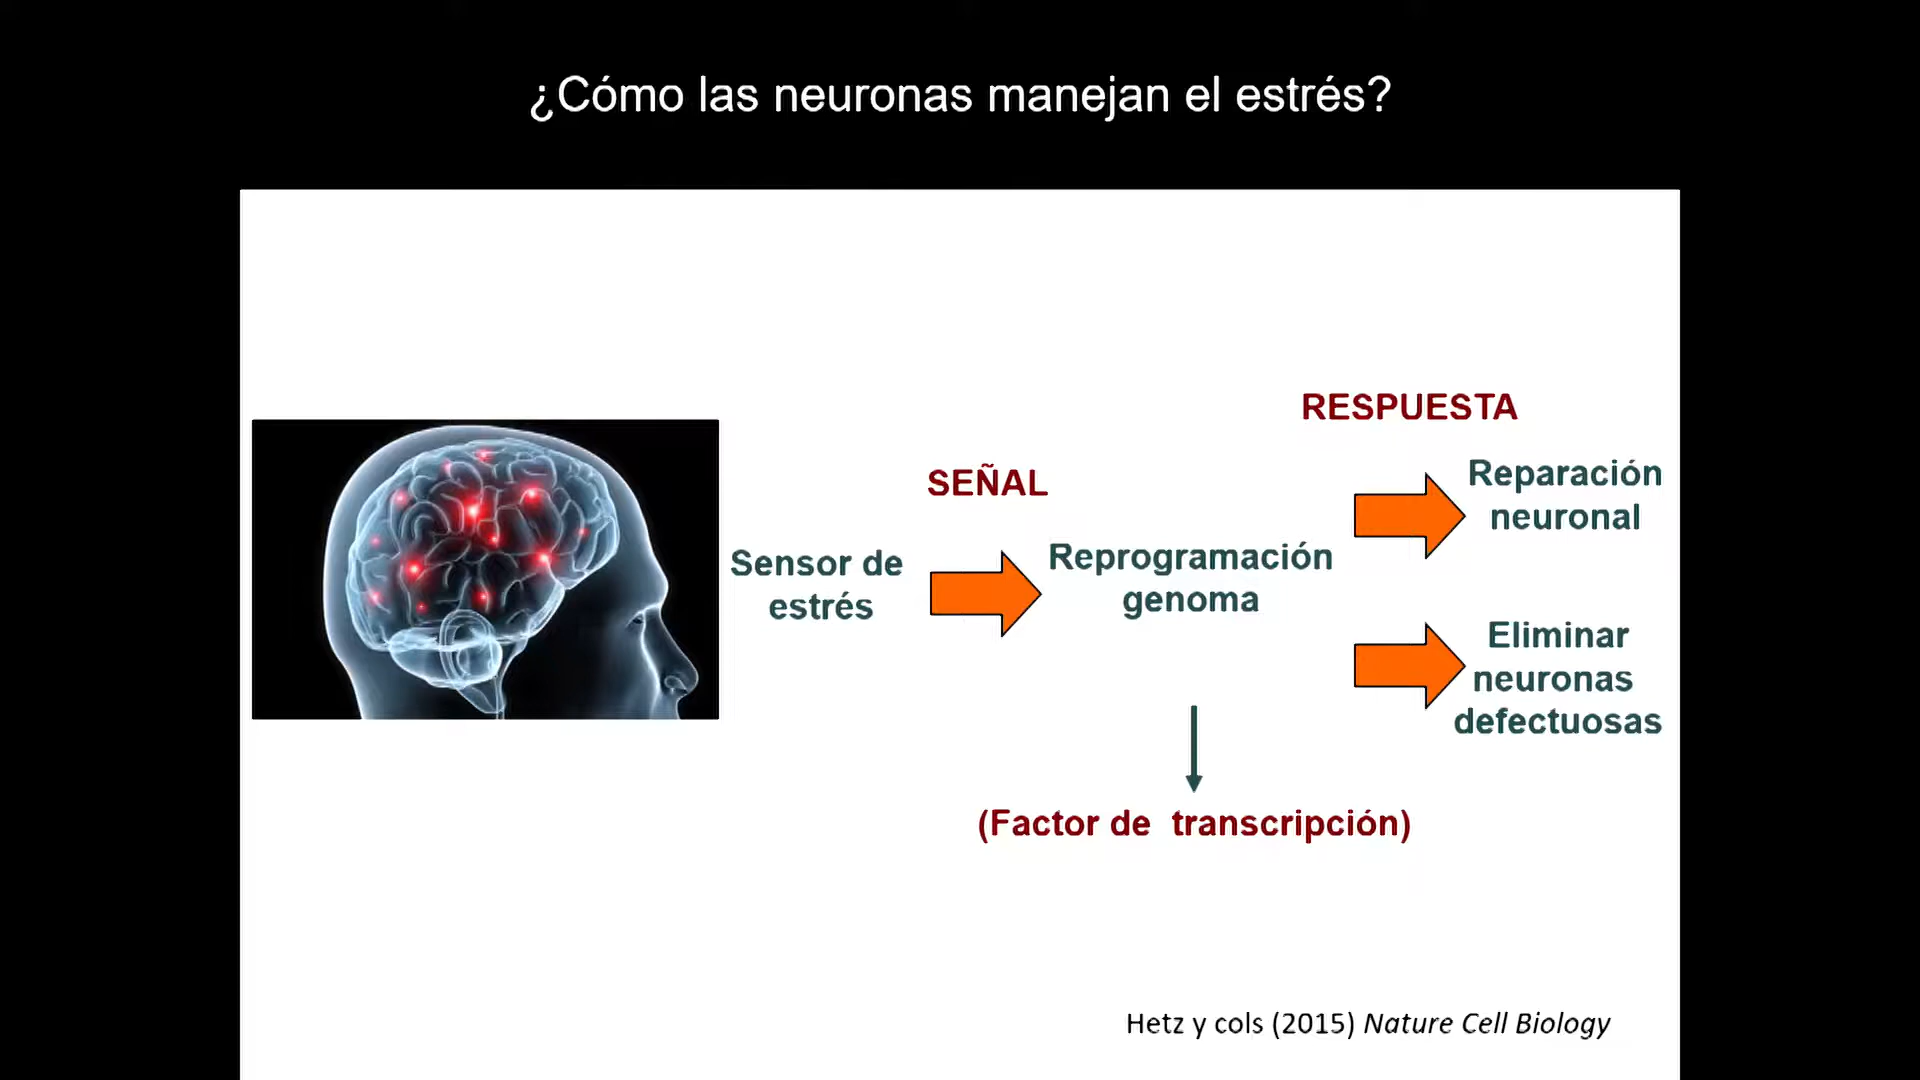 ¿Cómo las neuronas manejan el estrés?
RESPUESTA
SEÑAL
Sensor de
estrés
Reprogramación
genoma
Reparación
neuronal
Eliminar
neuronas
defectuosas
(Factor de transcripción)
Hetz y cols (2015) Nature Cell Biology